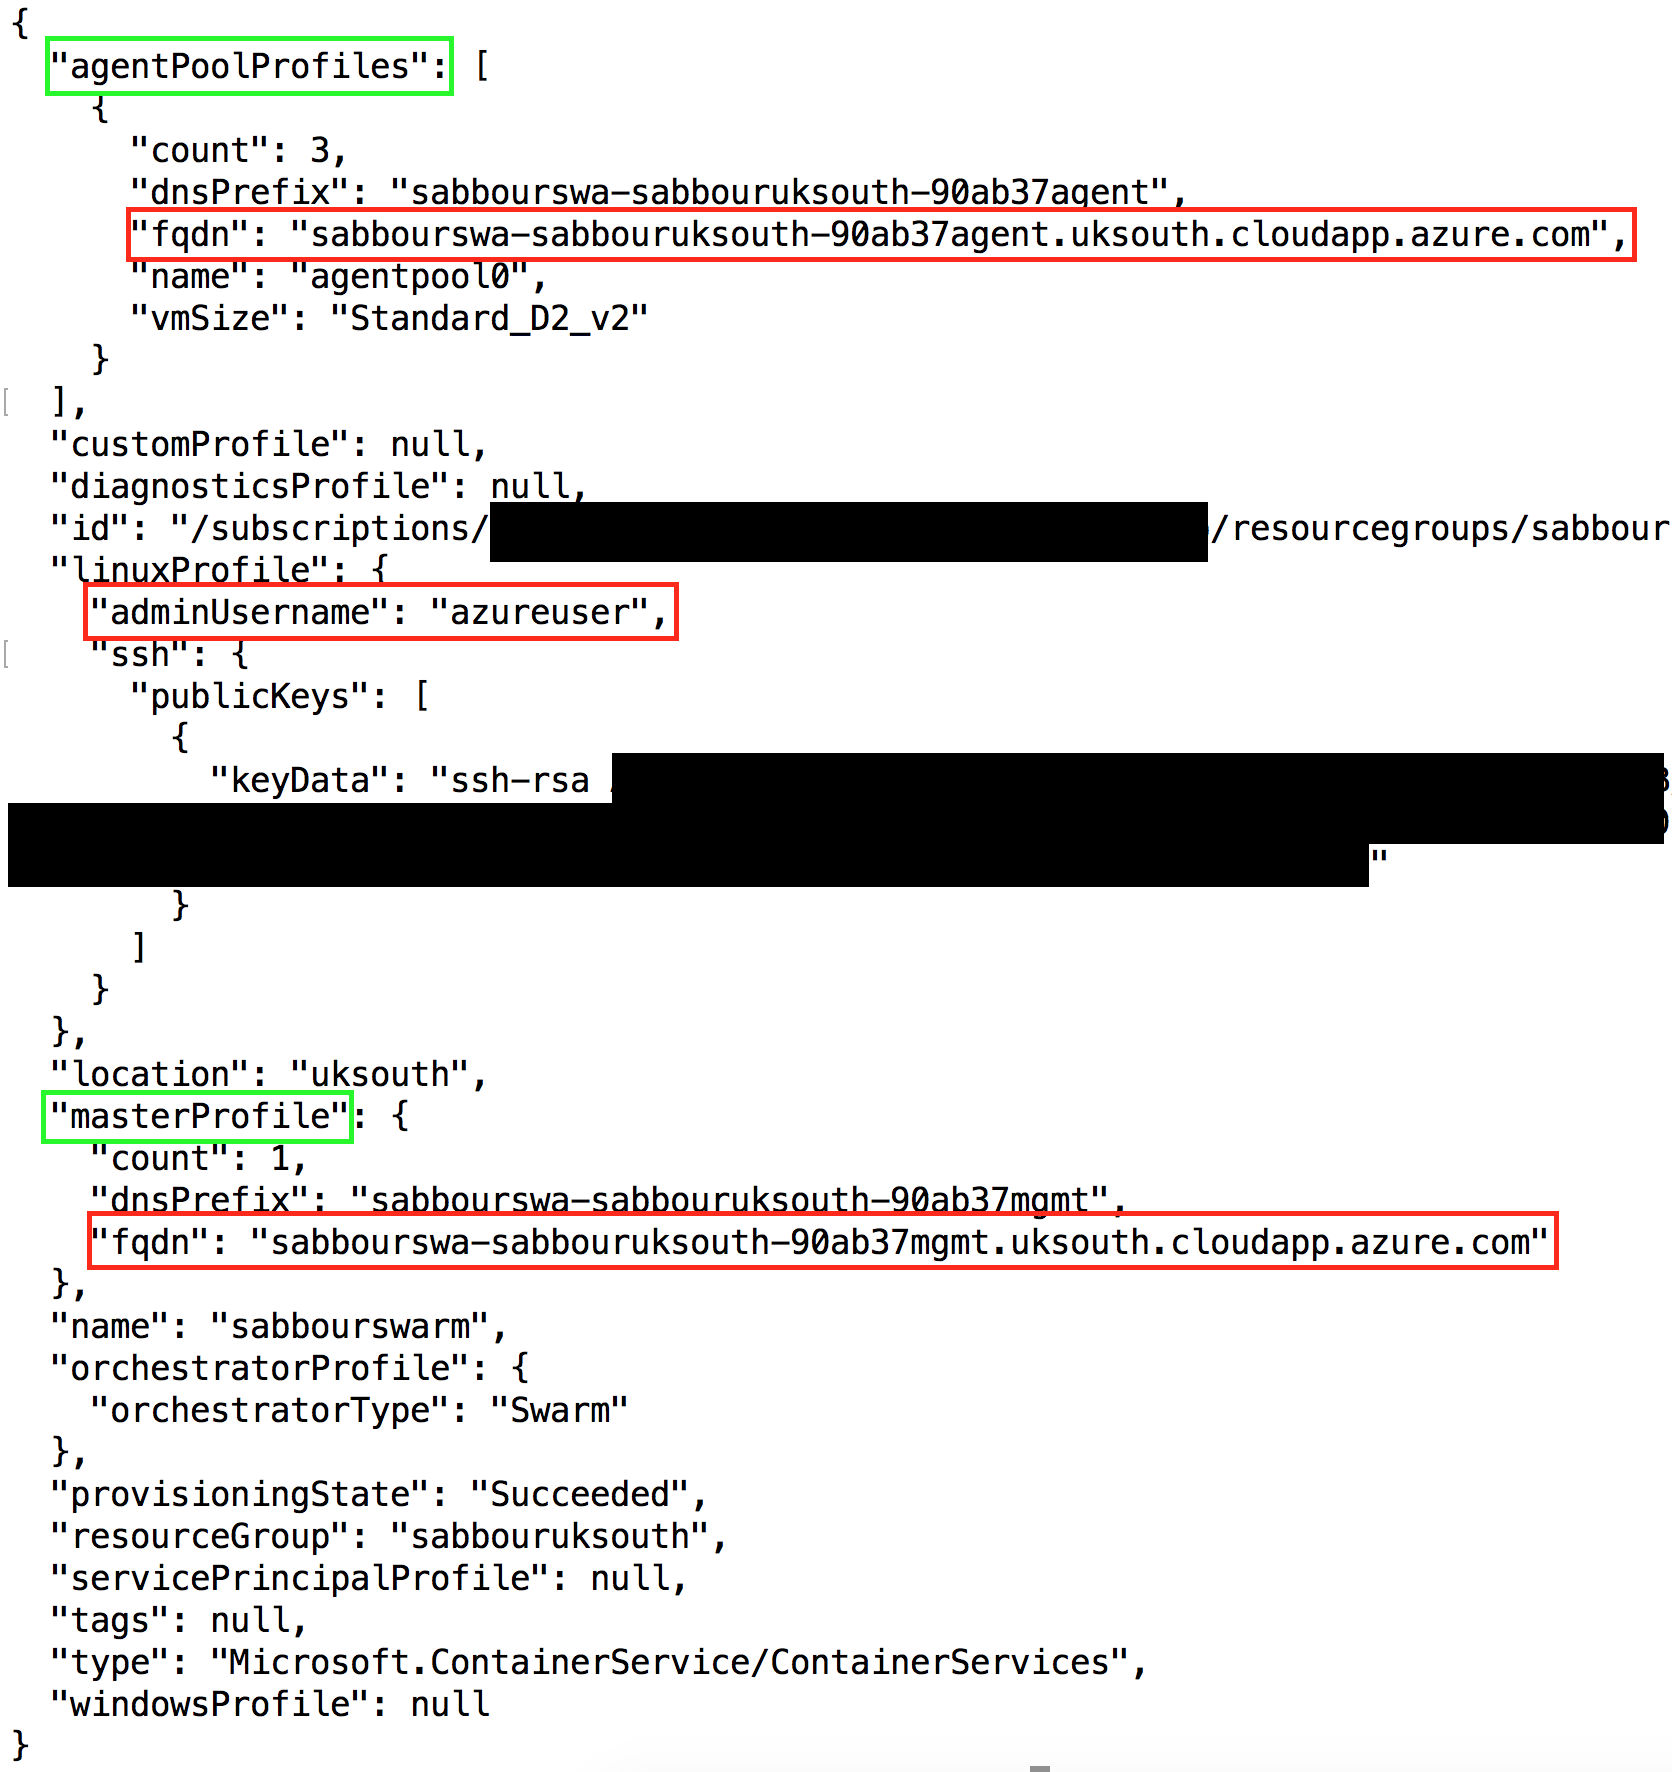 {
"agentPoolProfiles": [
{
"count": 3,
"dnsPrefix": "sabbourswa-sabbouruksouth-90ab37agent",
"fqdn": "sabbourswa-sabbouruksouth-90ab37agent.uksouth.cloudapp.azure.com",
"name": "agentpool0",
"vmSize": "Standard_D2_v2"
}
],
"customProfile": null,
"diagnosticsProfile": null,
"id": "/subscriptions/ /resourcegroups/sabbour
"linuxProfile": {
"adminUsername": "azureuser",
"ssh": {
"publicKeys": [
{
"keyData": "ssh-rsa
"
}
]
}
},
"location": "uksouth",
"masterProfile": {
"count": 1,
"dnsPrefix": "sabbourswa-sabbouruksouth-90ab37mgmt",
"fqdn": "sabbourswa-sabbouruksouth-90ab37mgmt.uksouth.cloudapp.azure.com"
},
"name": "sabbourswarm",
"orchestratorProfile": {
"orchestratorType": "Swarm"
},
"provisioningState": "Succeeded",
"resourceGroup": "sabbouruksouth",
"servicePrincipalProfile": null,
"tags": null,
"type": "Microsoft.ContainerService/ContainerServices",
"windowsProfile": null
}